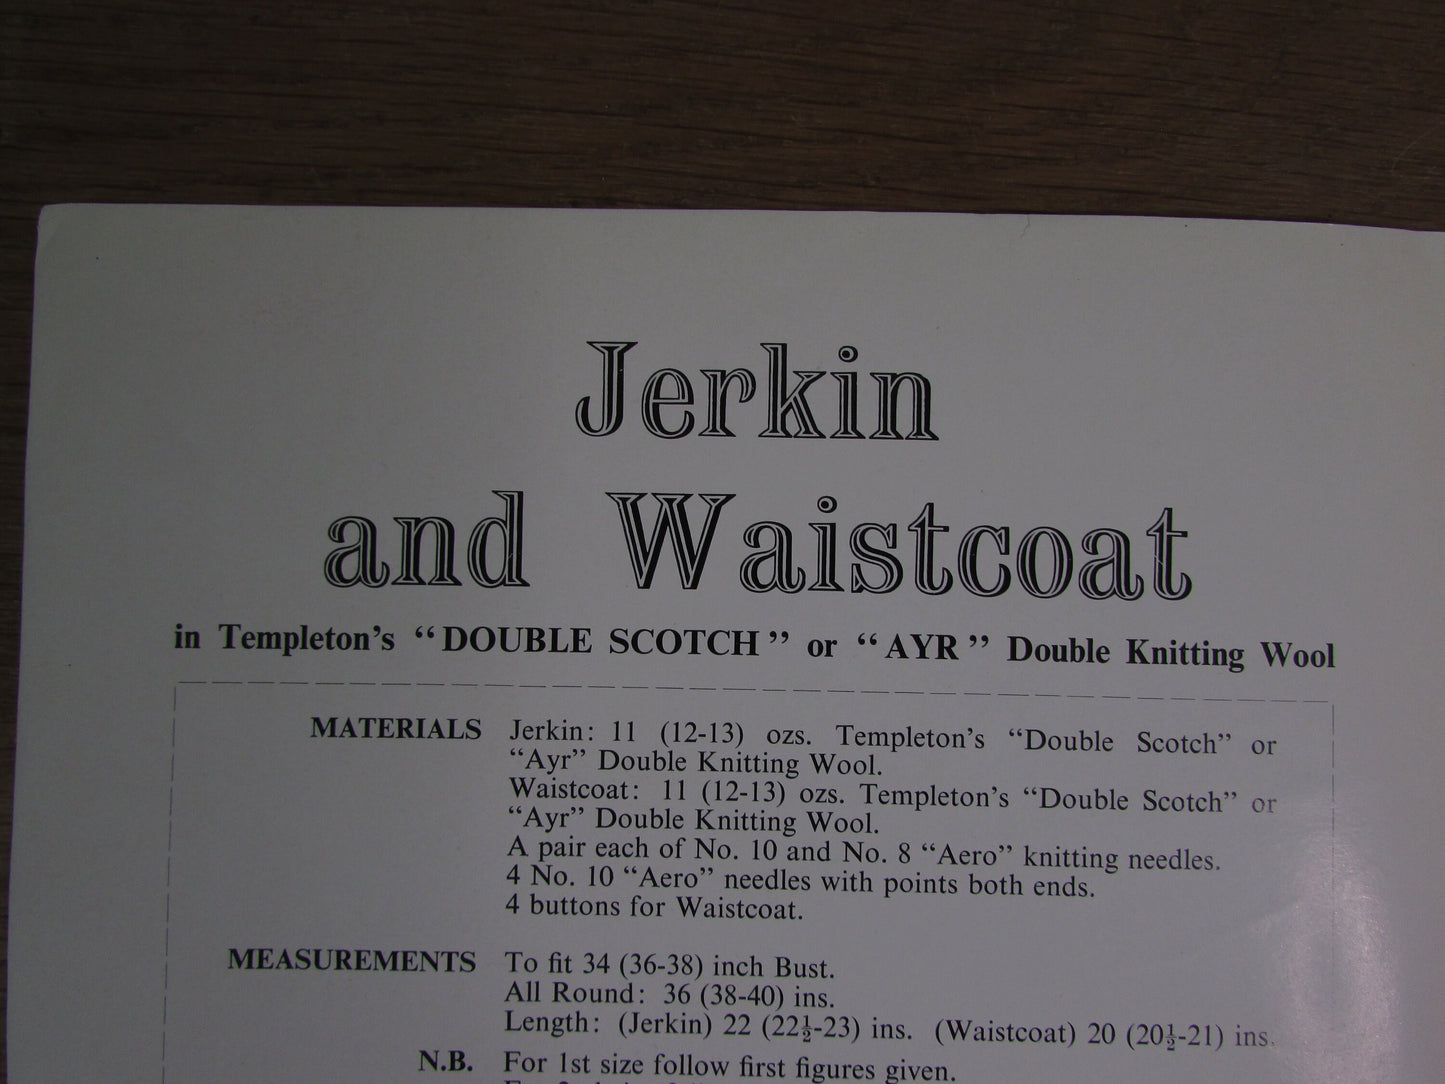 Jerkin
and Waistcoat
in Templeton's “DOUBLE SCOTCH” or “AYR” Double Knitting Wool
MATERIALS Jerkin: 11 (12-13) ozs. Templeton's “Double Scotch” or
“Ayr” Double Knitting Wool.
Waistcoat: 11 (12-13) ozs. Templeton's “Double Scotch” or
“Ayr” Double Knitting Wool.
A pair each of No. 10 and No. 8 “Aero” knitting needles.
4 No. 10 “Aero” needles with points both ends.
4 buttons for Waistcoat.
MEASUREMENTS To fit 34 (36-38) inch Bust.
All Round: 36 (38-40) ins.
Length: (Jerkin) 22 (22½-23) ins. (Waistcoat) 20 (20½-21) ins.
N.B. For 1st size follow first figures given.